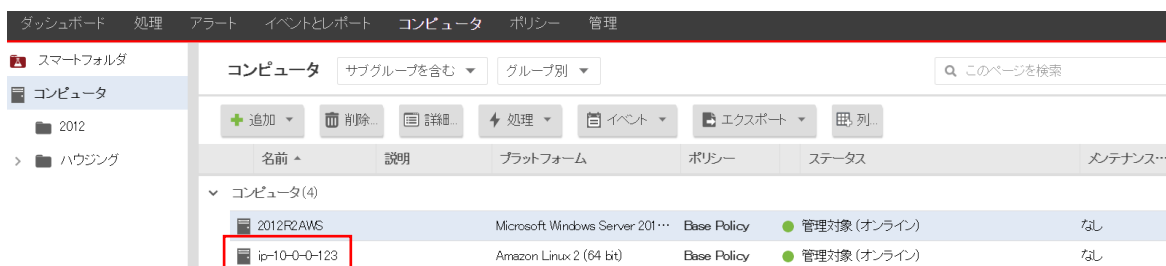 ダッシュボード 処理 アラート イベントとレポート コンピュータ ポリシー 管理
スマートフォルダ
コンピュータ サブグループを含む グループ別 このページを検索
コンピュータ
2012
追加 削除... 詳細... 処理 イベント エクスポート 列...
ハウジング
名前 説明 プラットフォーム ポリシー ステータス メンテナンス…
コンピュータ(4)
2012R2AWS Microsoft Windows Server 201… Base Policy 管理対象 (オンライン) なし
ip-10-0-0-123 Amazon Linux 2 (64 bit) Base Policy 管理対象 (オンライン) なし